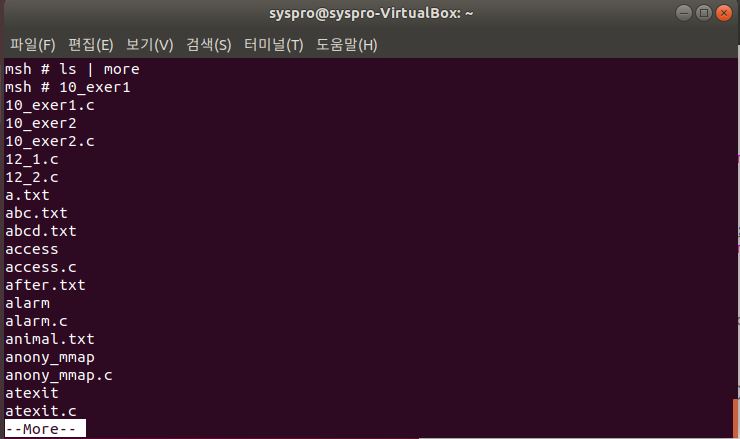 syspro@syspro-VirtualBox: ~
파일(F) 편집(E) 보기(V) 검색(S) 터미널(T) 도움말(H)
msh # ls | more
msh # 10_exer1
10_exer1.c
10_exer2
10_exer2.c
12_1.c
12_2.c
a.txt
abc.txt
abcd.txt
access
access.c
after.txt
alarm
alarm.c
animal.txt
anony_mmap
anony_mmap.c
atexit
atexit.c
--More--